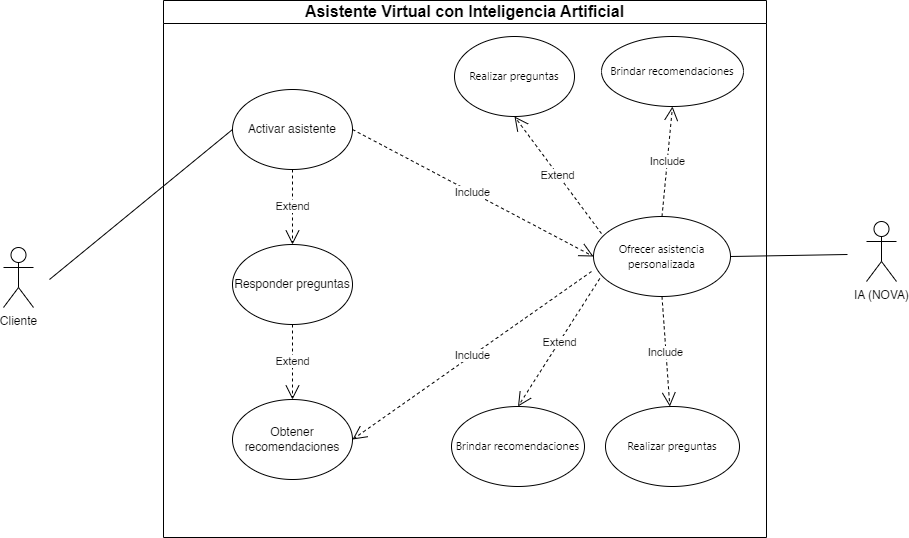 Asistente Virtual con Inteligencia Artificial
Realizar preguntas
Brindar recomendaciones
Activar asistente
Include
Extend
Include
Extend
Ofrecer asistencia
personalizada
Responder preguntas
IA (NOVA)
Cliente
Extend
Include
Extend
Include
Obtener
recomendaciones
Brindar recomendaciones
Realizar preguntas